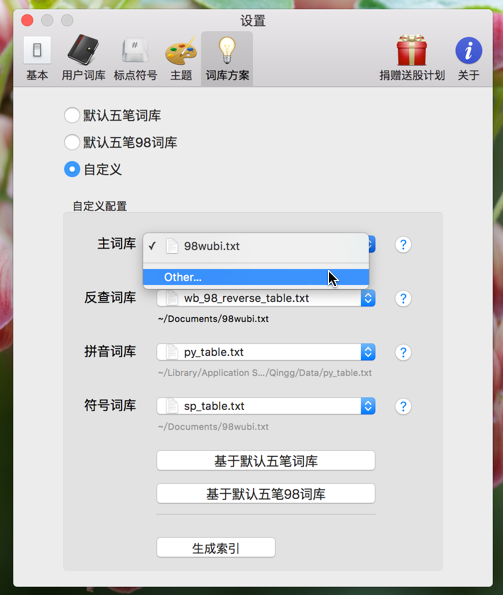 设置
基本 用户词库 标点符号 主题 词库方案 捐赠送股计划 关于
默认五笔词库
默认五笔98词库
自定义
自定义配置
主词库 ✓ 98wubi.txt ?
Other...
反查词库 wb_98_reverse_table.txt ?
~/Documents/98wubi.txt
拼音词库 py_table.txt ?
~/Library/Application S.../Qingg/Data/py_table.txt
符号词库 sp_table.txt ?
~/Documents/98wubi.txt
基于默认五笔词库
基于默认五笔98词库
生成索引